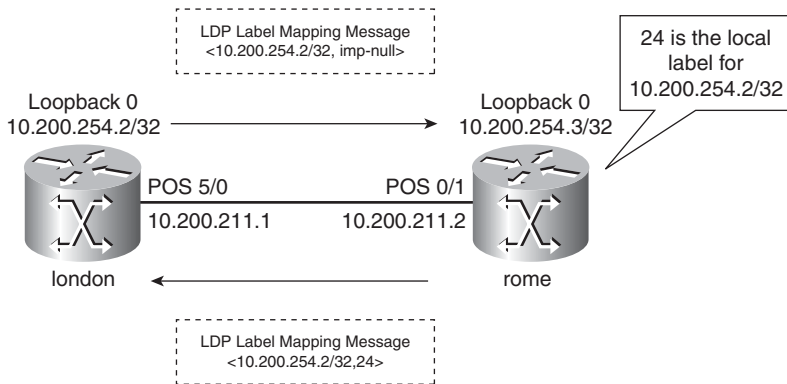 LDP Label Mapping Message
<10.200.254.2/32, imp-null>
24 is the local
label for
10.200.254.2/32
Loopback 0
10.200.254.2/32
Loopback 0
10.200.254.3/32
POS 5/0
10.200.211.1
POS 0/1
10.200.211.2
london
rome
LDP Label Mapping Message
<10.200.254.2/32,24>